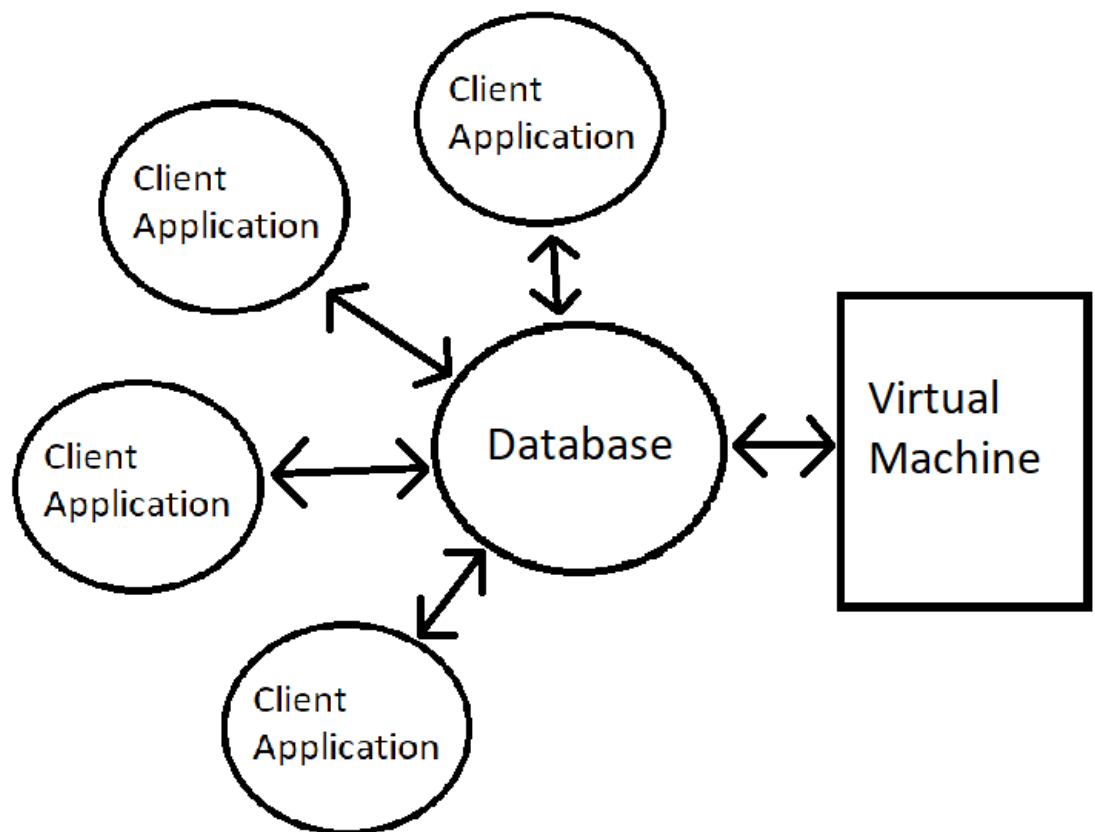 Client
Application
Client
Application
Client
Application
Client
Application
Database
Virtual
Machine